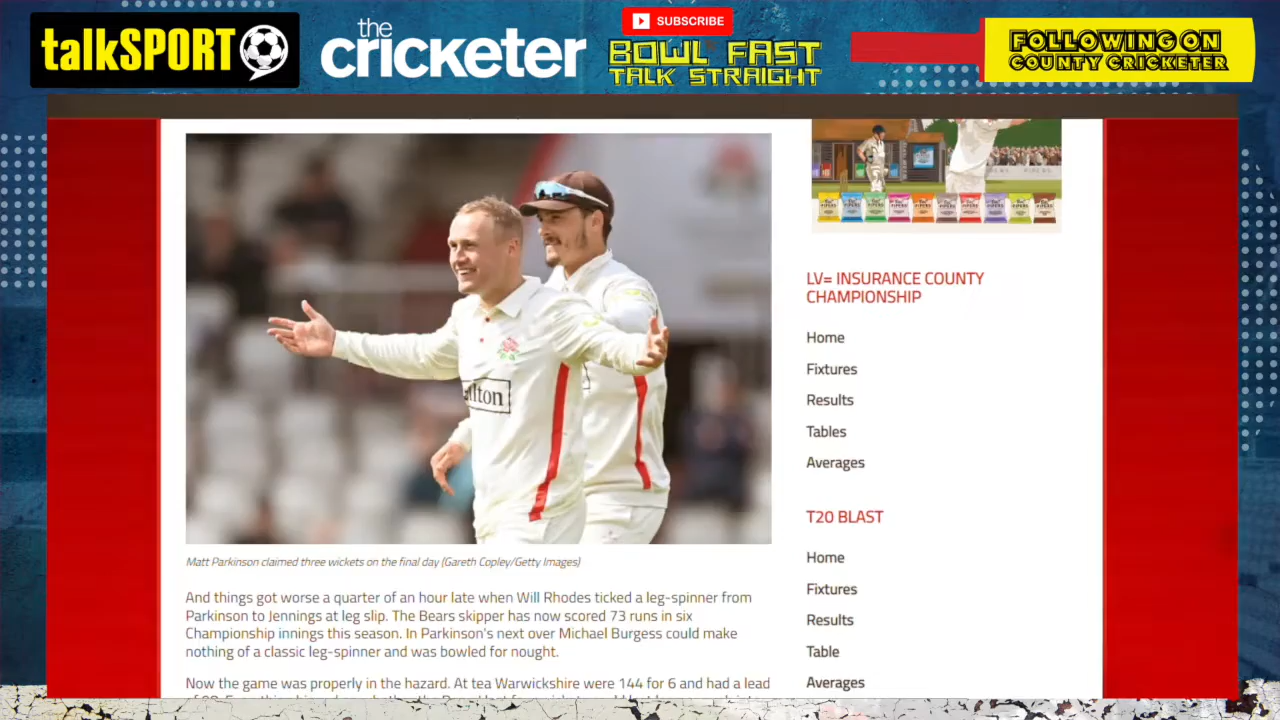 talkSPORT
the
cricketer
SUBSCRIBE
BOWL FAST
TALK STRAIGHT
FOLLOWING ON
COUNTY CRICKETER
Matt Parkinson claimed three wickets on the final day (Gareth Copley/Getty Images)
And things got worse a quarter of an hour late when Will Rhodes ticked a leg-spinner from
Parkinson to Jennings at leg slip. The Bears skipper has now scored 73 runs in six
Championship innings this season. In Parkinson's next over Michael Burgess could make
nothing of a classic leg-spinner and was bowled for nought.
Now the game was properly in the hazard. At tea Warwickshire were 144 for 6 and had a lead
LV= INSURANCE COUNTY
CHAMPIONSHIP
Home
Fixtures
Results
Tables
Averages
T20 BLAST
Home
Fixtures
Results
Table
Averages